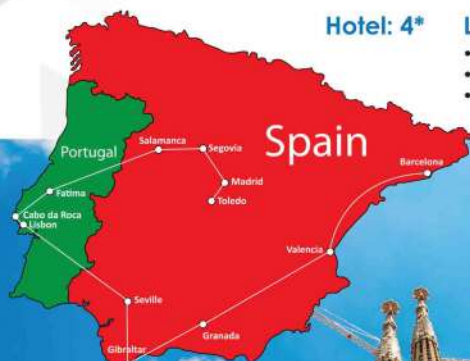 Hotel: 4*
Spain
Portugal
Salamanca
Segovia
Barcelona
Madrid
Fatima
Toledo
Cabo da Roca
Lisbon
Valencia
Seville
Granada
Gibraltar